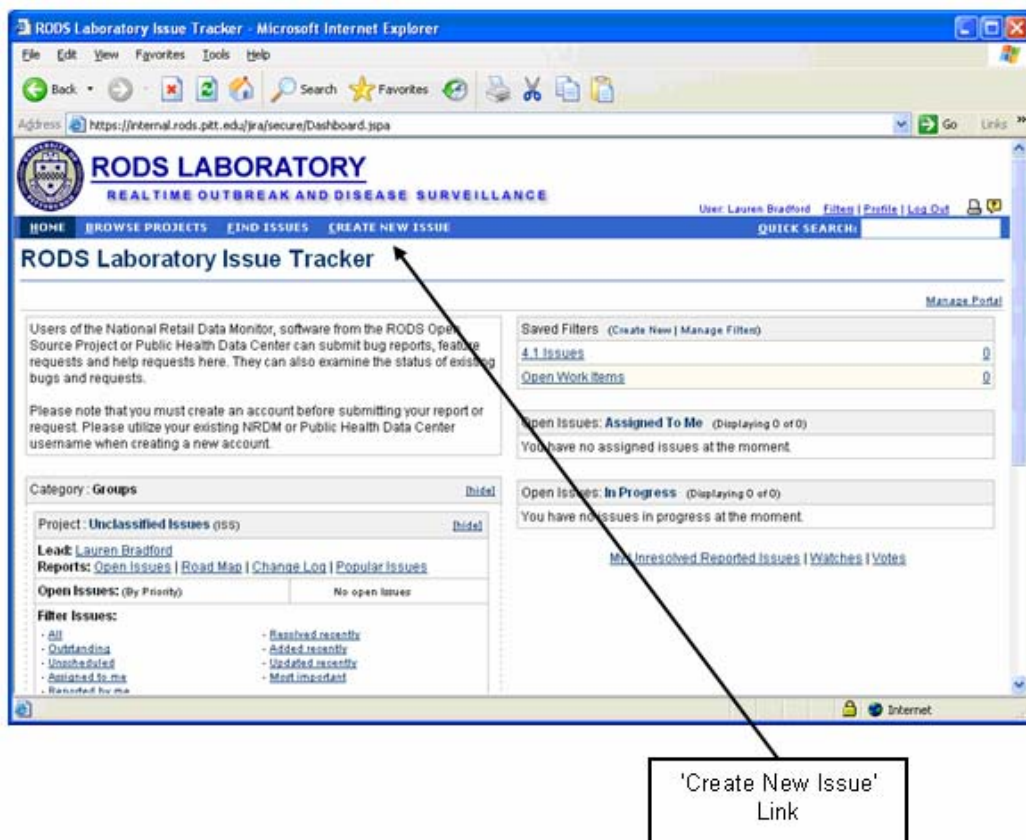 RODS Laboratory Issue Tracker - Microsoft Internet Explorer
File Edit View Favorites Tools Help
Back Search Favorites
Address https://internal.rods.pitt.edu/jira/secure/Dashboard.jspa Go Links »
RODS LABORATORY
REALTIME OUTBREAK AND DISEASE SURVEILLANCE
User: Lauren Bradford Filters | Profile | Log Out
HOME BROWSE PROJECTS FIND ISSUES CREATE NEW ISSUE QUICK SEARCH:
RODS Laboratory Issue Tracker
Manage Portal
Users of the National Retail Data Monitor, software from the RODS Open
Source Project or Public Health Data Center can submit bug reports, feature
requests and help requests here. They can also examine the status of existing
bugs and requests.
Please note that you must create an account before submitting your report or
request. Please utilize your existing NRDM or Public Health Data Center
username when creating a new account.
Category : Groups [hide]
Project : Unclassified Issues (ISS) [hide]
Lead: Lauren Bradford
Reports: Open Issues | Road Map | Change Log | Popular Issues
Open Issues: (By Priority) No open issues
Filter Issues:
- All - Resolved recently
- Outstanding - Added recently
- Unscheduled - Updated recently
- Assigned to me - Most important
- Reported by me
Saved Filters (Create New | Manage Filters)
4.1 Issues 0
Open Work Items 0
Open Issues: Assigned To Me (Displaying 0 of 0)
You have no assigned issues at the moment.
Open Issues: In Progress (Displaying 0 of 0)
You have no issues in progress at the moment.
My Unresolved Reported Issues | Watches | Votes
Internet
'Create New Issue'
Link